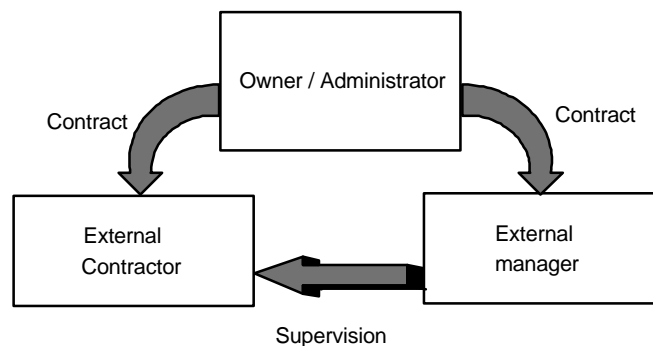 Owner / Administrator
Contract
Contract
External
Contractor
External
manager
Supervision